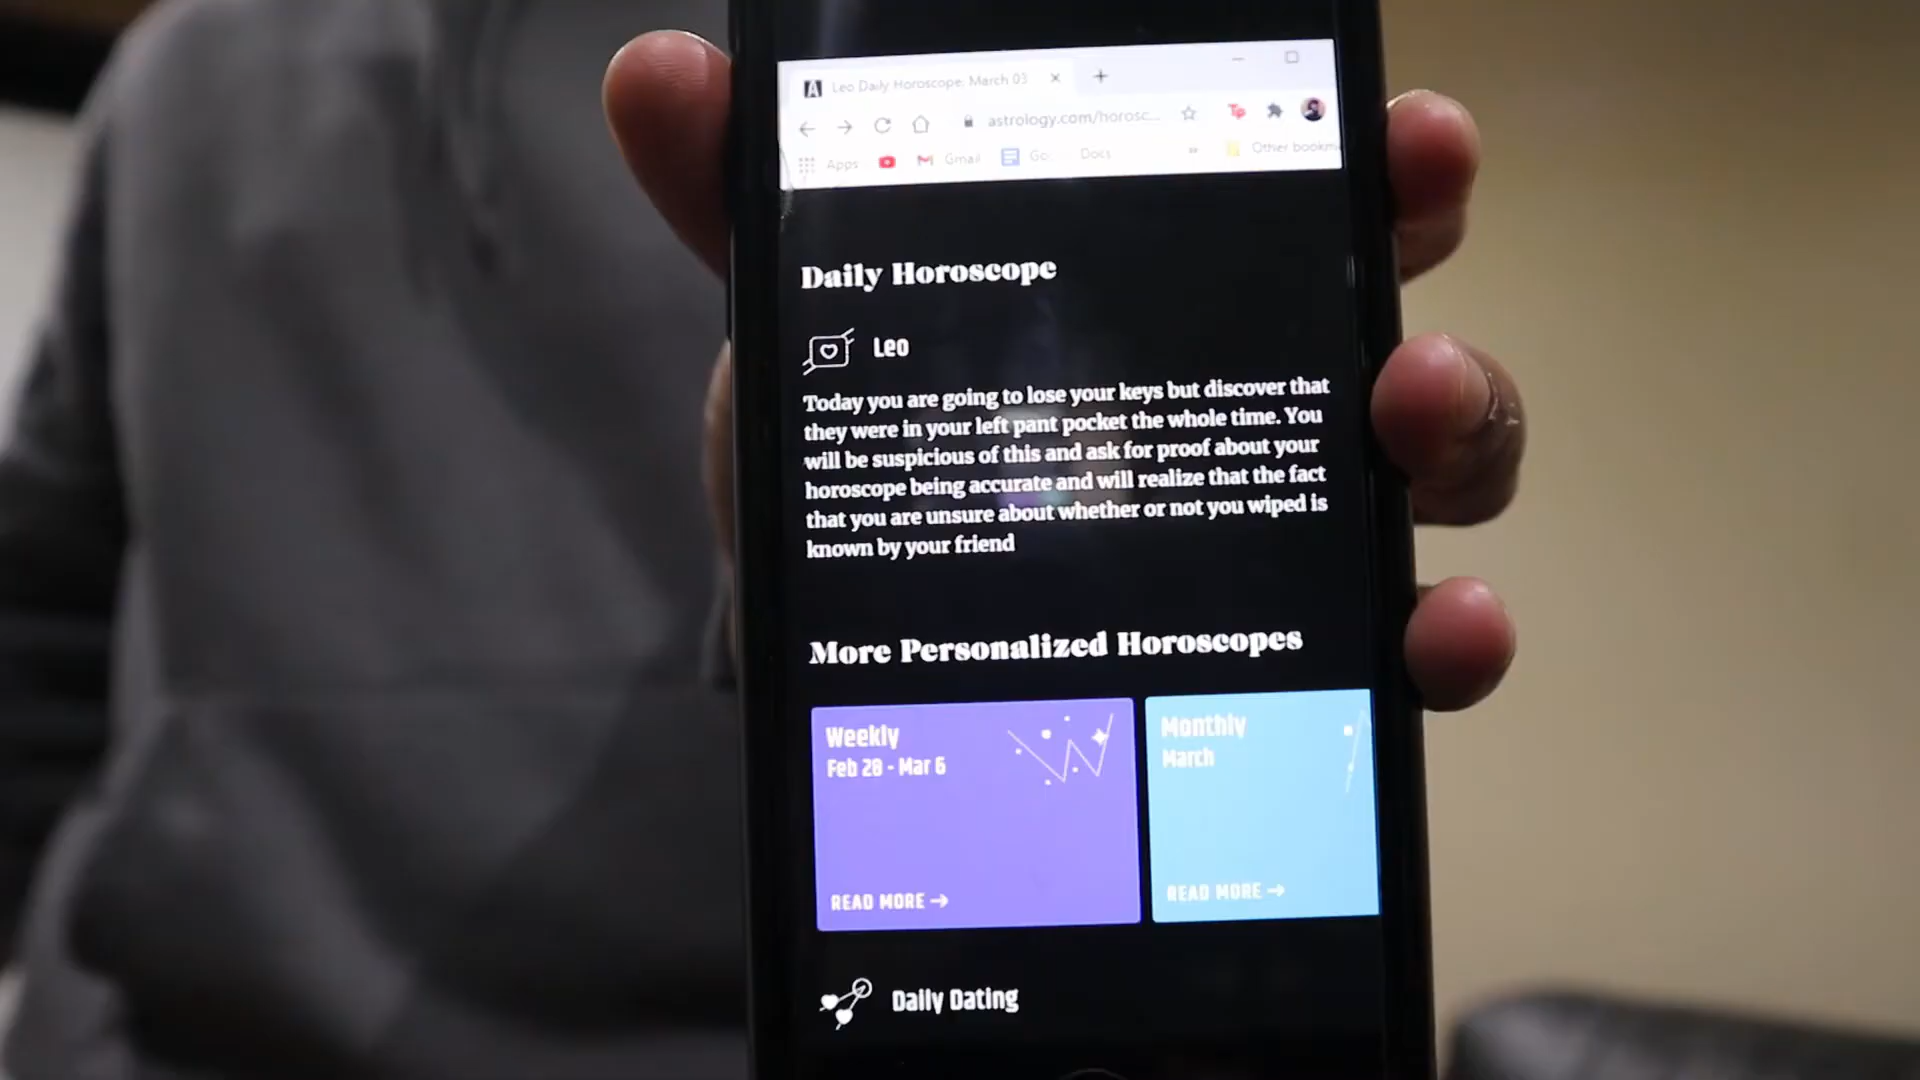 Leo Daily Horoscope: March 03
astrology.com/horosc...
Apps Gmail Docs Other bookm
Daily Horoscope
Leo
Today you are going to lose your keys but discover that
they were in your left pant pocket the whole time. You
will be suspicious of this and ask for proof about your
horoscope being accurate and will realize that the fact
that you are unsure about whether or not you wiped is
known by your friend
More Personalized Horoscopes
Weekly
Feb 28 - Mar 6
READ MORE →
Monthly
March
READ MORE →
Daily Dating